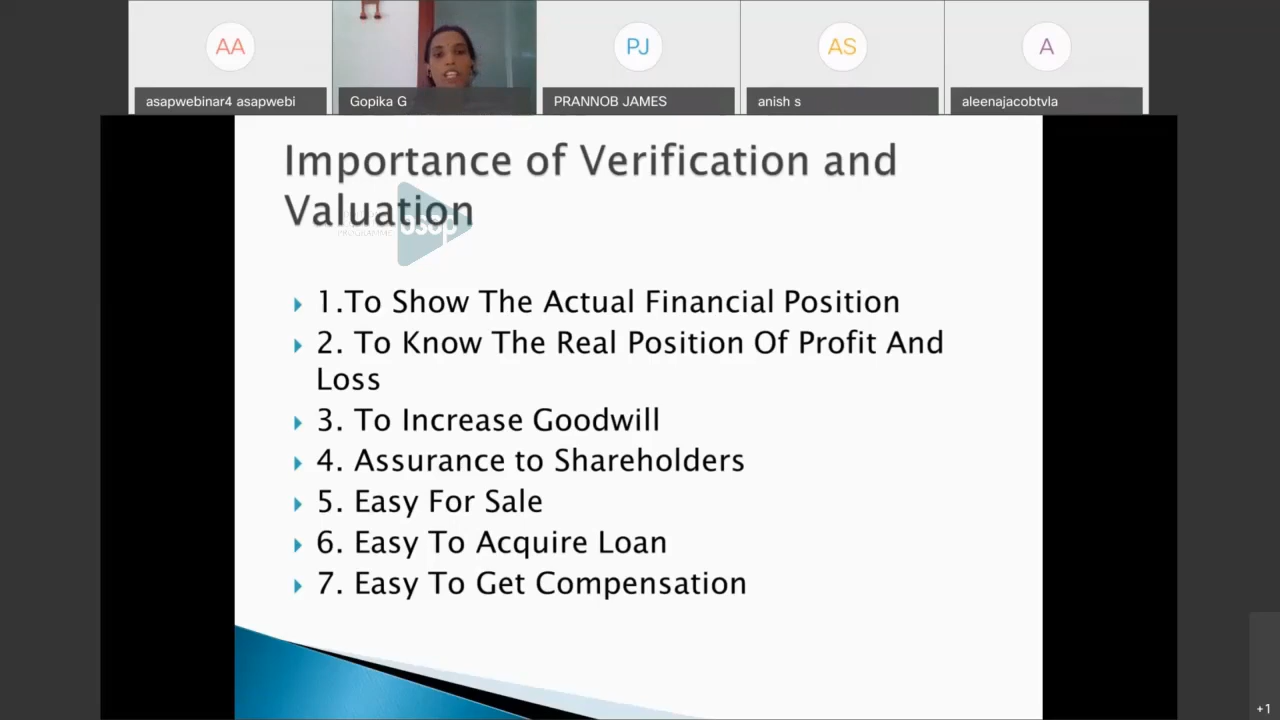 AA
PJ
AS
A
asapwebinar4 asapwebi
Gopika G
PRANNOB JAMES
anish s
aleenajacobtvla
Importance of Verification and
Valuation
PROGRAMME
asap
1.To Show The Actual Financial Position
2. To Know The Real Position Of Profit And
Loss
3. To Increase Goodwill
4. Assurance to Shareholders
5. Easy For Sale
6. Easy To Acquire Loan
7. Easy To Get Compensation
+1